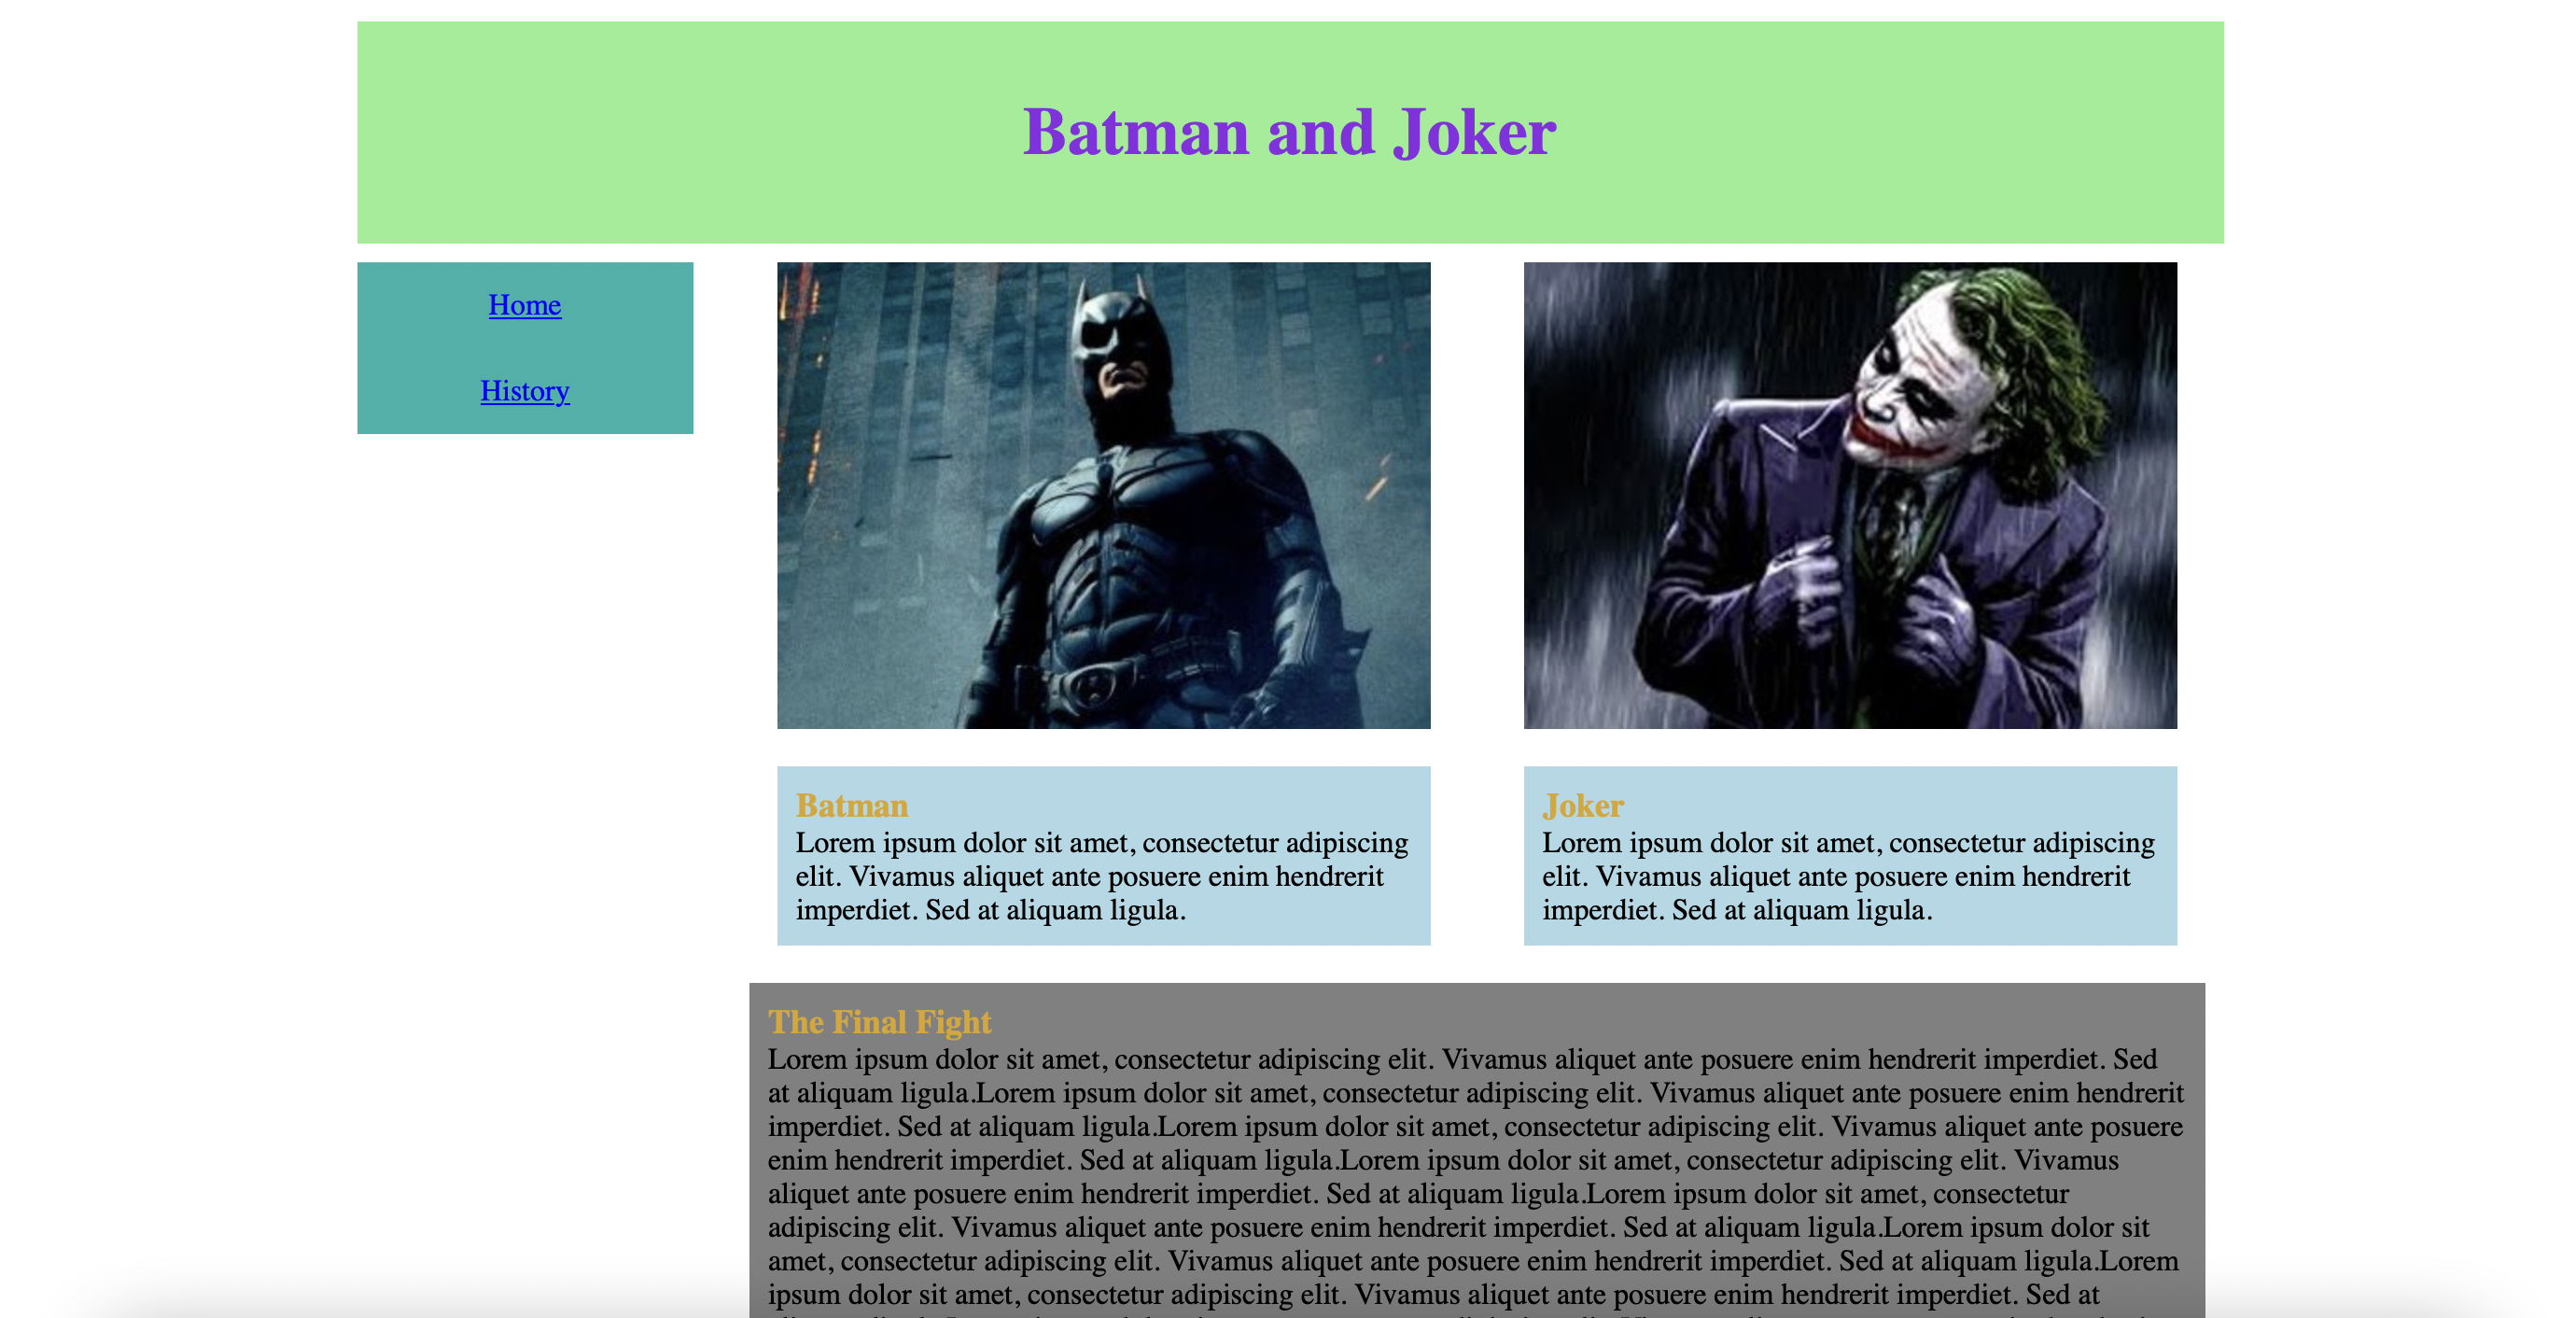 Batman and Joker
Home
History
Batman
Lorem ipsum dolor sit amet, consectetur adipiscing
elit. Vivamus aliquet ante posuere enim hendrerit
imperdiet. Sed at aliquam ligula.
Joker
Lorem ipsum dolor sit amet, consectetur adipiscing
elit. Vivamus aliquet ante posuere enim hendrerit
imperdiet. Sed at aliquam ligula.
The Final Fight
Lorem ipsum dolor sit amet, consectetur adipiscing elit. Vivamus aliquet ante posuere enim hendrerit imperdiet. Sed
at aliquam ligula.Lorem ipsum dolor sit amet, consectetur adipiscing elit. Vivamus aliquet ante posuere enim hendrerit
imperdiet. Sed at aliquam ligula.Lorem ipsum dolor sit amet, consectetur adipiscing elit. Vivamus aliquet ante posuere
enim hendrerit imperdiet. Sed at aliquam ligula.Lorem ipsum dolor sit amet, consectetur adipiscing elit. Vivamus
aliquet ante posuere enim hendrerit imperdiet. Sed at aliquam ligula.Lorem ipsum dolor sit amet, consectetur
adipiscing elit. Vivamus aliquet ante posuere enim hendrerit imperdiet. Sed at aliquam ligula.Lorem ipsum dolor sit
amet, consectetur adipiscing elit. Vivamus aliquet ante posuere enim hendrerit imperdiet. Sed at aliquam ligula.Lorem
ipsum dolor sit amet, consectetur adipiscing elit. Vivamus aliquet ante posuere enim hendrerit imperdiet. Sed at